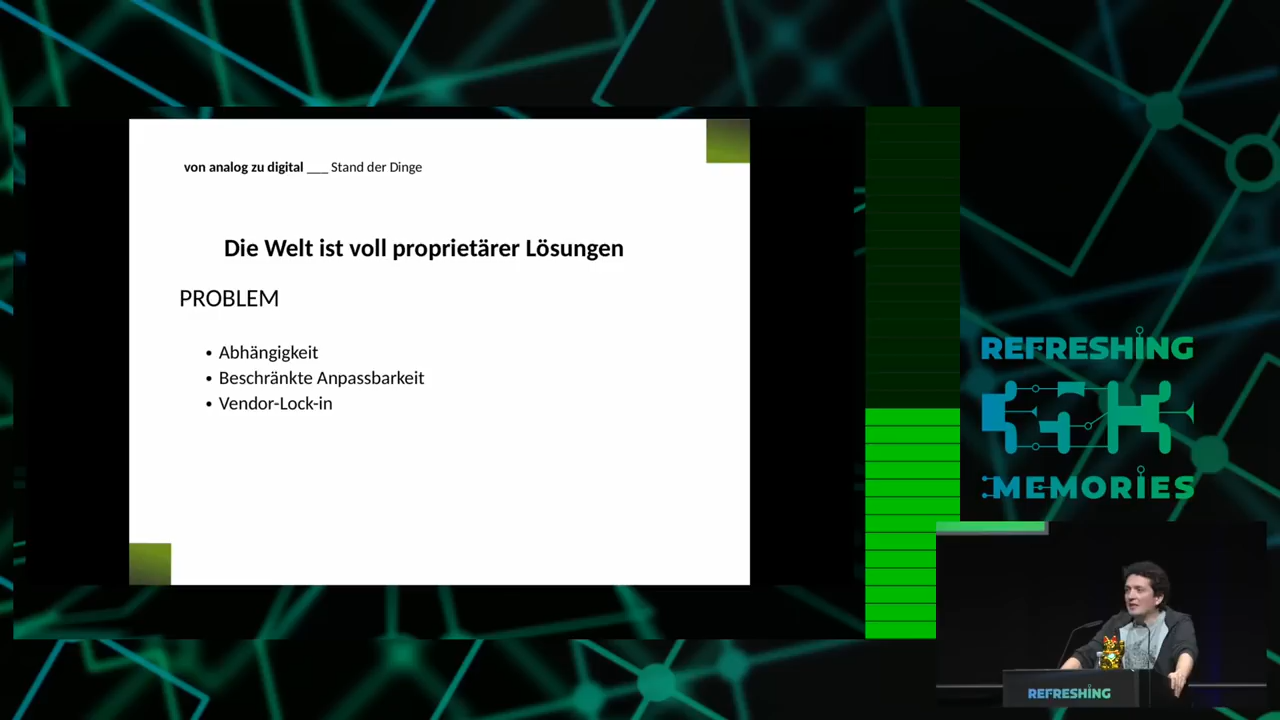 von analog zu digital ___ Stand der Dinge
Die Welt ist voll proprietärer Lösungen
PROBLEM
• Abhängigkeit
• Beschränkte Anpassbarkeit
• Vendor-Lock-in
REFRESHING
MEMORIES
REFRESHING